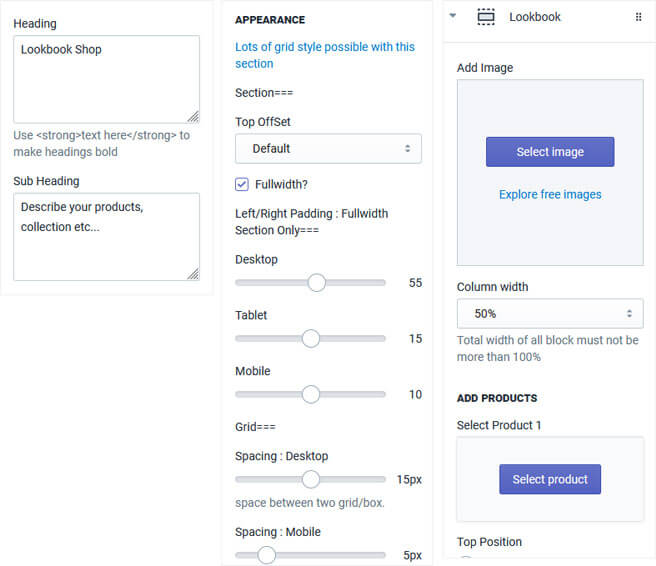 Heading
Lookbook Shop
Use <strong>text here</strong> to
make headings bold
Sub Heading
Describe your products,
collection etc...
APPEARANCE
Lots of grid style possible with this
section
Section===
Top OffSet
Default
Fullwidth?
Left/Right Padding : Fullwidth
Section Only===
Desktop
55
Tablet
15
Mobile
10
Grid===
Spacing : Desktop
15px
space between two grid/box.
Spacing : Mobile
5px
Lookbook
Add Image
Select image
Explore free images
Column width
50%
Total width of all block must not be
more than 100%
ADD PRODUCTS
Select Product 1
Select product
Top Position